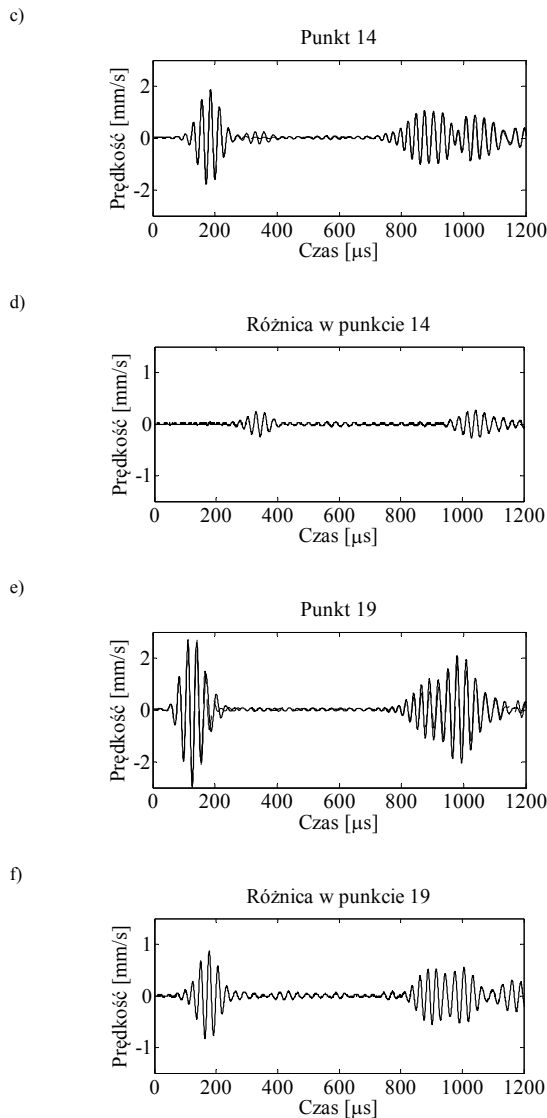 c)
Punkt 14
Prędkość [mm/s]
2
0
-2
0 200 400 600 800 1000 1200
Czas [μs]
d)
Różnica w punkcie 14
Prędkość [mm/s]
1
0
-1
0 200 400 600 800 1000 1200
Czas [μs]
e)
Punkt 19
Prędkość [mm/s]
2
0
-2
0 200 400 600 800 1000 1200
Czas [μs]
f)
Różnica w punkcie 19
Prędkość [mm/s]
1
0
-1
0 200 400 600 800 1000 1200
Czas [μs]